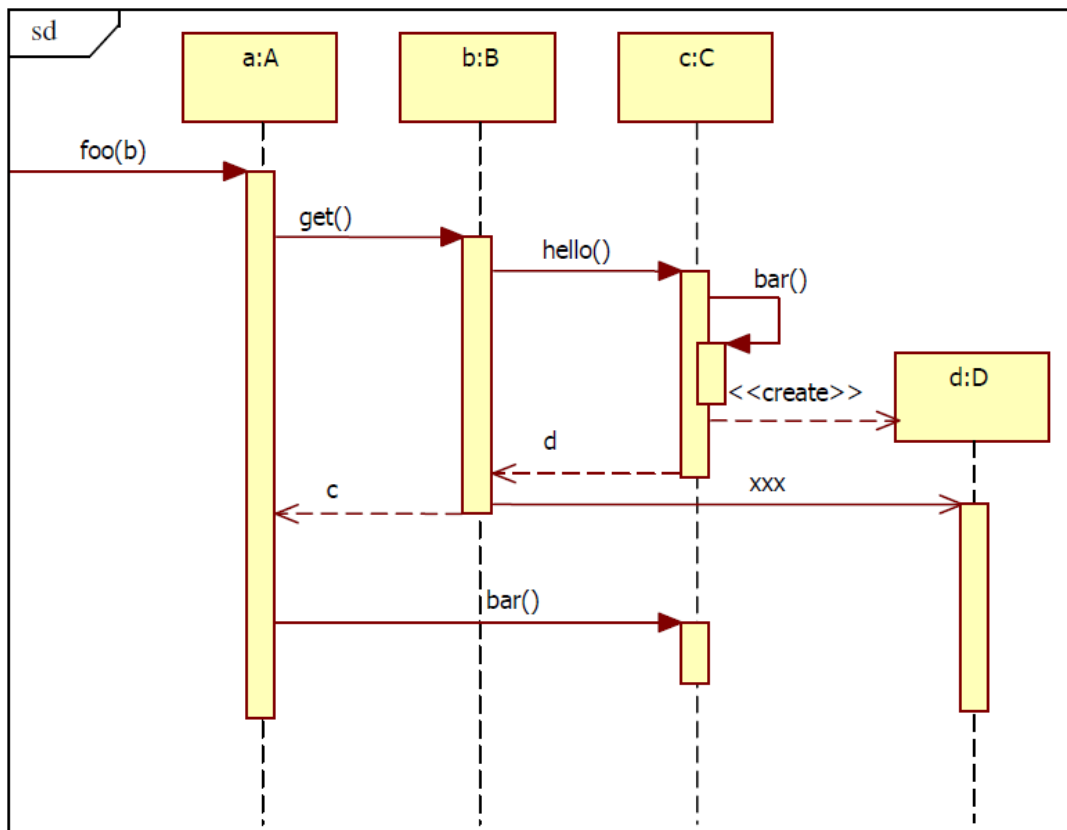 sd
a:A
b:B
c:C
foo(b)
get()
hello()
bar()
d:D
<<create>>
d
c
xxx
bar()